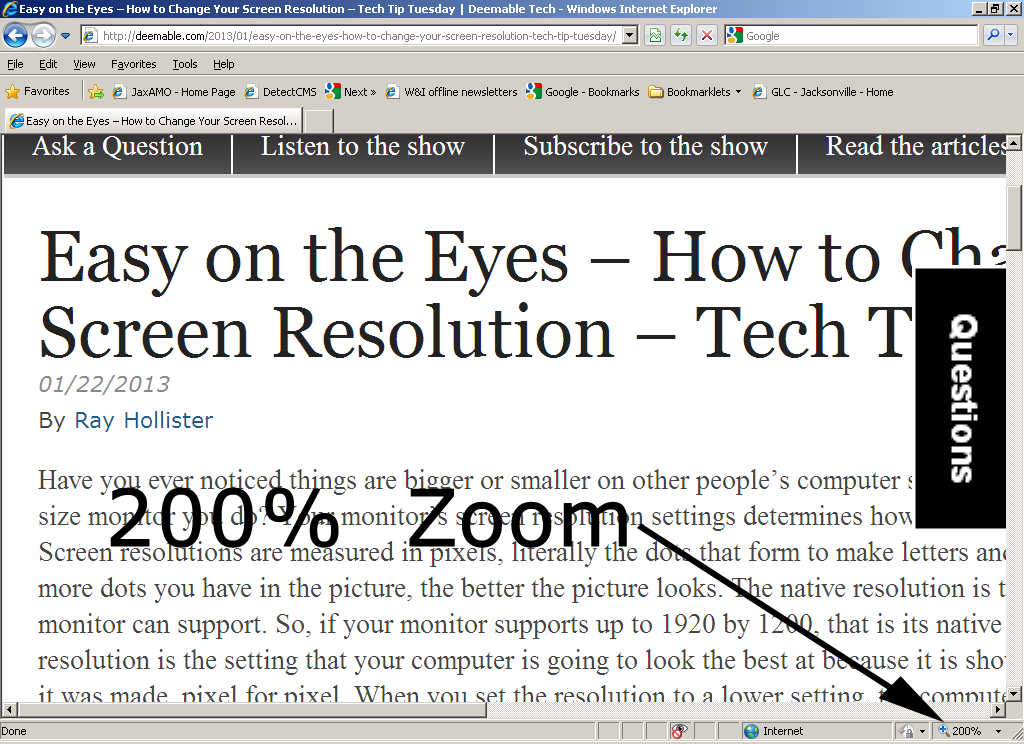 Easy on the Eyes – How to Change Your Screen Resolution – Tech Tip Tuesday | Deemable Tech - Windows Internet Explorer
http://deemable.com/2013/01/easy-on-the-eyes-how-to-change-your-screen-resolution-tech-tip-tuesday/
Google
File Edit View Favorites Tools Help
Favorites JaxAMO - Home Page DetectCMS Next » W&I offline newsletters Google - Bookmarks Bookmarklets GLC - Jacksonville - Home
Easy on the Eyes – How to Change Your Screen Resol...
Ask a Question Listen to the show Subscribe to the show Read the articles
Easy on the Eyes – How to Cha
Screen Resolution – Tech T
Questions
01/22/2013
By Ray Hollister
Have you ever noticed things are bigger or smaller on other people's computer s
200% Zoom
size monitor you do? Your monitor's screen resolution settings determines how
Screen resolutions are measured in pixels, literally the dots that form to make letters and
more dots you have in the picture, the better the picture looks. The native resolution is t
monitor can support. So, if your monitor supports up to 1920 by 1200, that is its native
resolution is the setting that your computer is going to look the best at because it is sho
it was made, pixel for pixel. When you set the resolution to a lower setting, the compute
Done Internet 200%